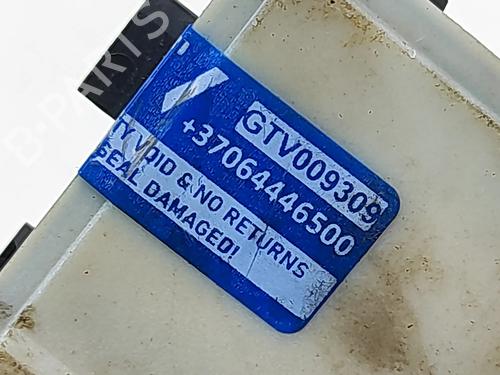 GTV009309
+37064446500
TY VOID & NO RETURNS
SEAL DAMAGED!
B-PARTS